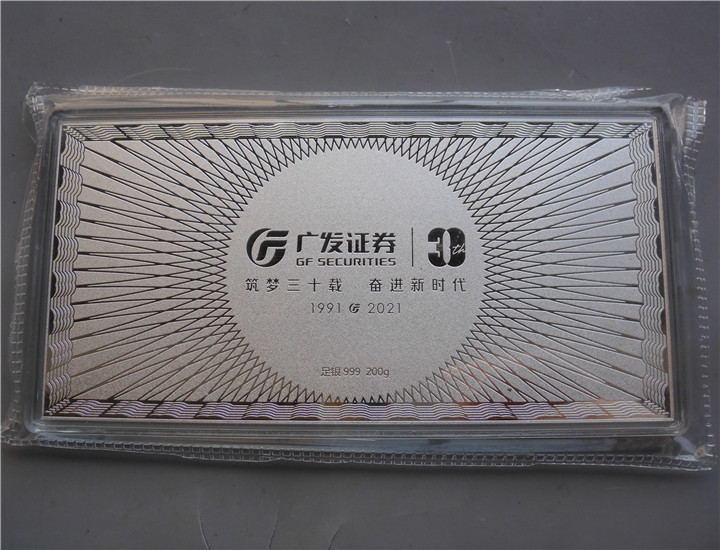 广发证券 30th
GF SECURITIES
筑梦三十载 奋进新时代
1991 2021
足银999 200g